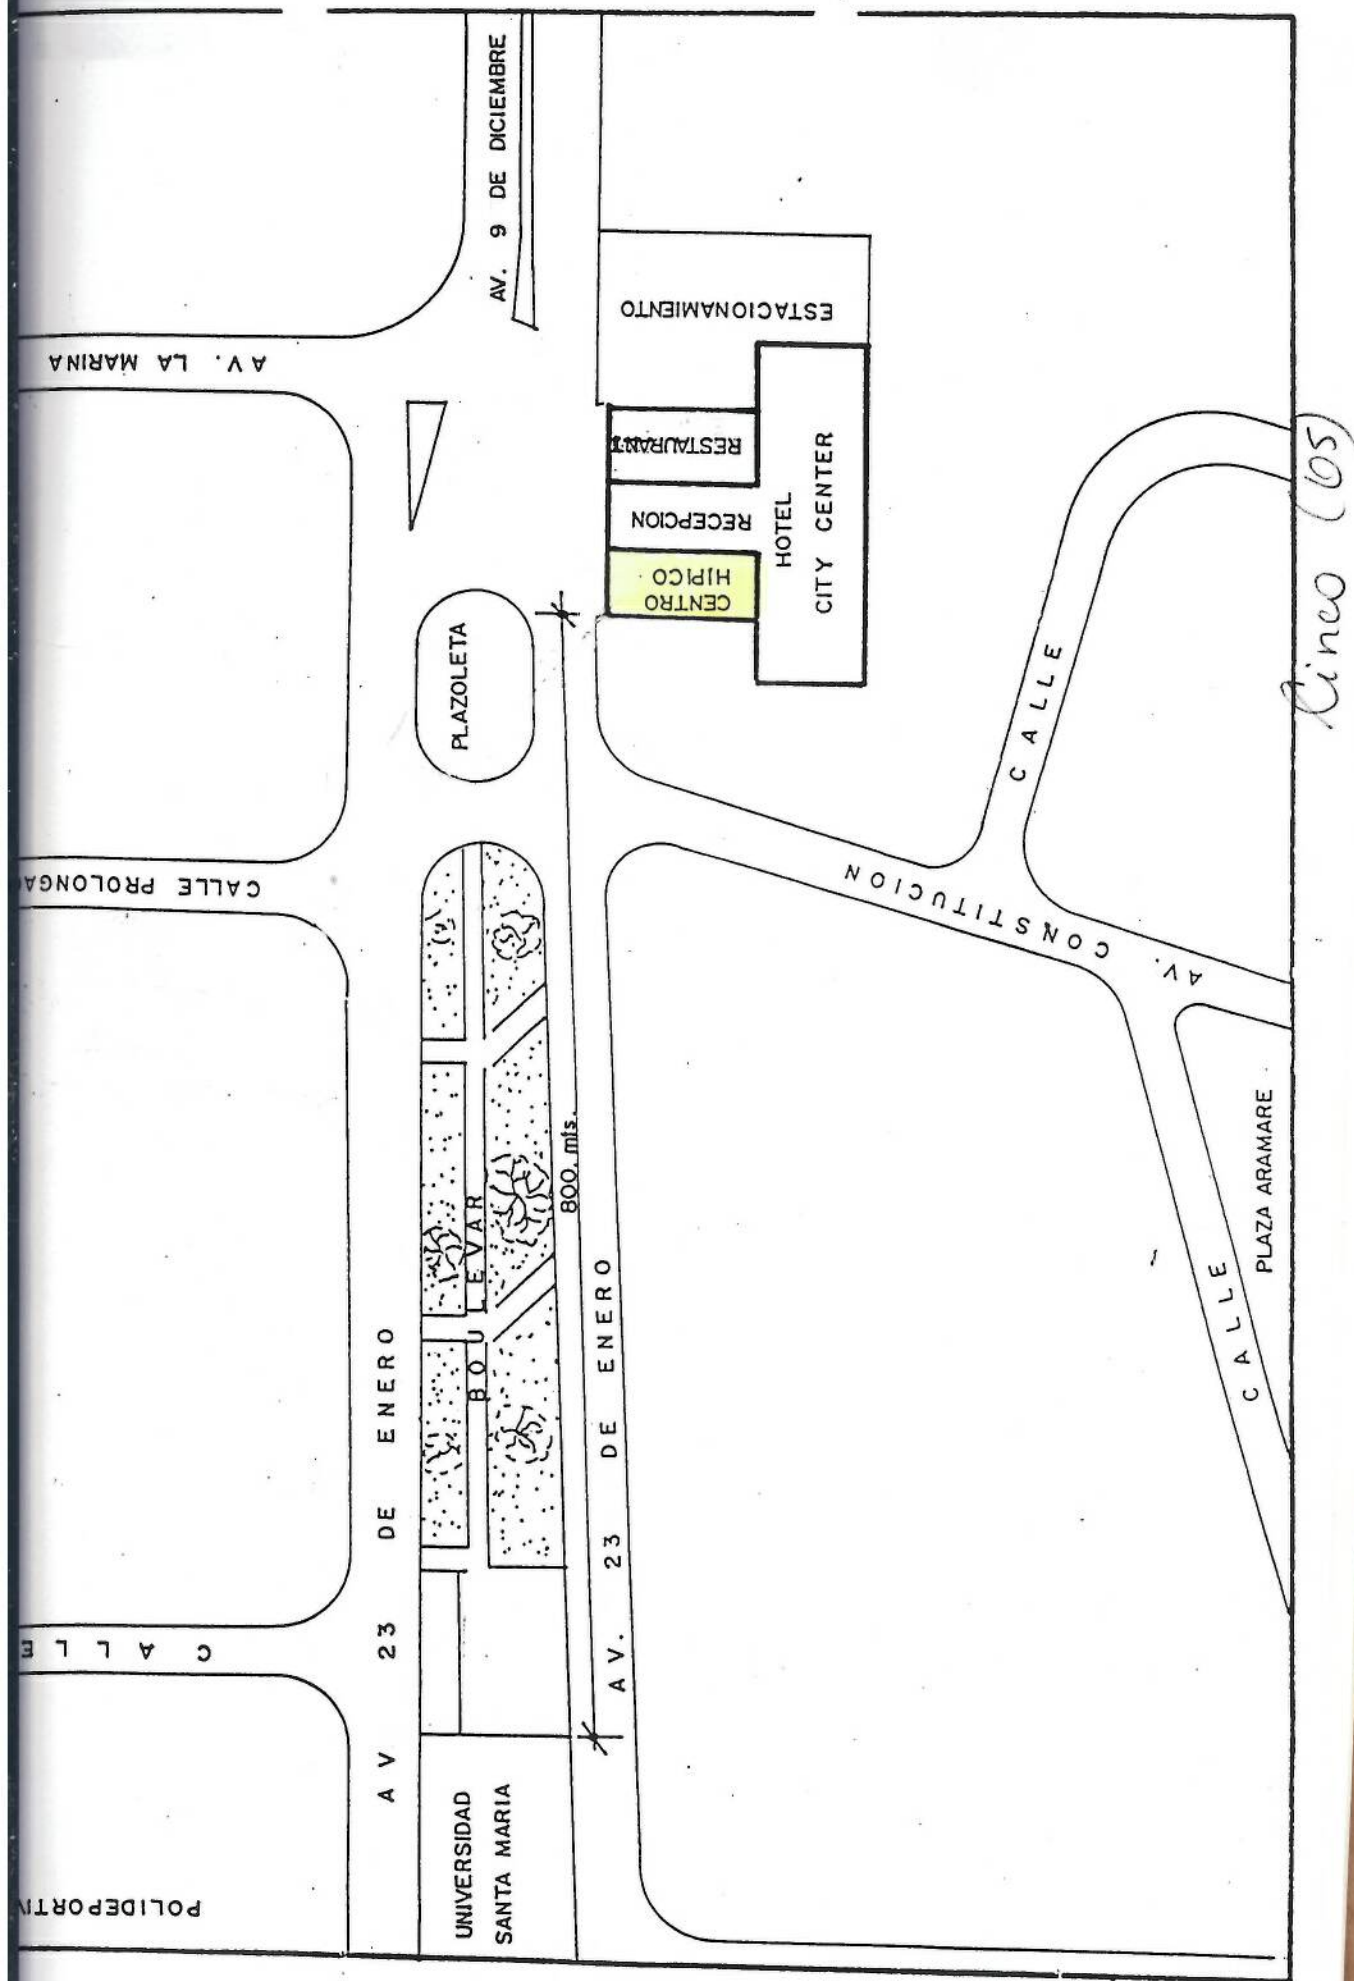 AV. 9 DE DICIEMBRE
AV. LA MARINA
ESTACIONAMIENTO
RESTAURANT
RECEPCION
CENTRO
HIPICO
HOTEL
CITY CENTER
PLAZOLETA
CALLE PROLONGA
CALLE
AV. CONSTITUCION
BOULEVAR
800. mts.
AV 23 DE ENERO
AV. 23 DE ENERO
CALLE
PLAZA ARAMARE
CALLE
UNIVERSIDAD
SANTA MARIA
POLIDEPORTI
Cinco (05)